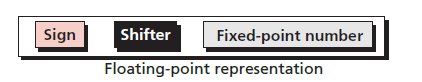 Sign Shifter Fixed-point number
Floating-point representation